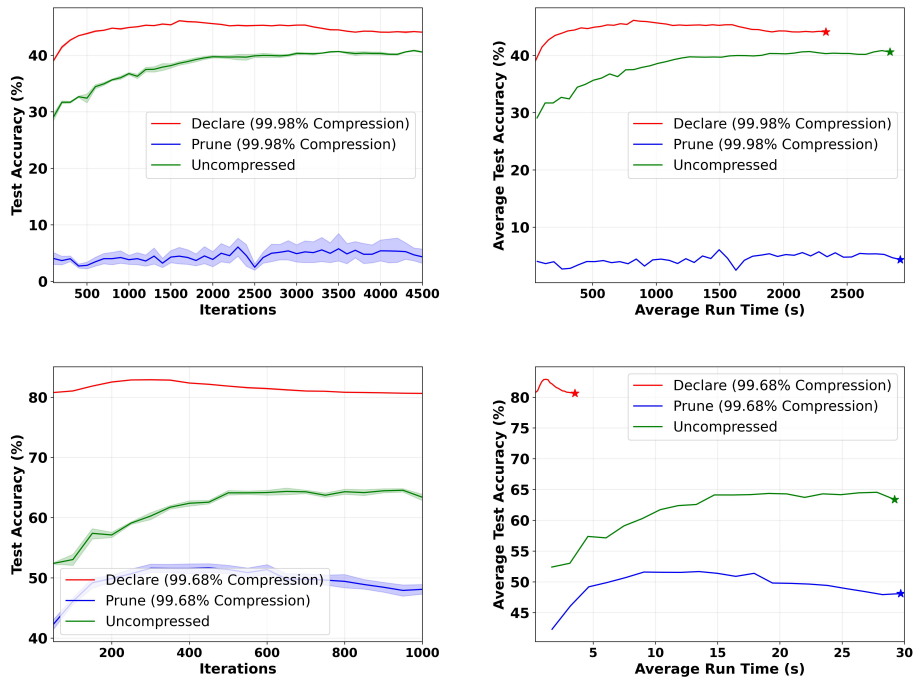 Test Accuracy (%)
40
30
20
10
0
Declare (99.98% Compression)
Prune (99.98% Compression)
Uncompressed
500 1000 1500 2000 2500 3000 3500 4000 4500
Iterations
Average Test Accuracy (%)
40
30
20
10
Declare (99.98% Compression)
Prune (99.98% Compression)
Uncompressed
500 1000 1500 2000 2500
Average Run Time (s)
Test Accuracy (%)
80
70
60
50
40
Declare (99.68% Compression)
Prune (99.68% Compression)
Uncompressed
200 400 600 800 1000
Iterations
Average Test Accuracy (%)
80
75
70
65
60
55
50
45
Declare (99.68% Compression)
Prune (99.68% Compression)
Uncompressed
5 10 15 20 25 30
Average Run Time (s)